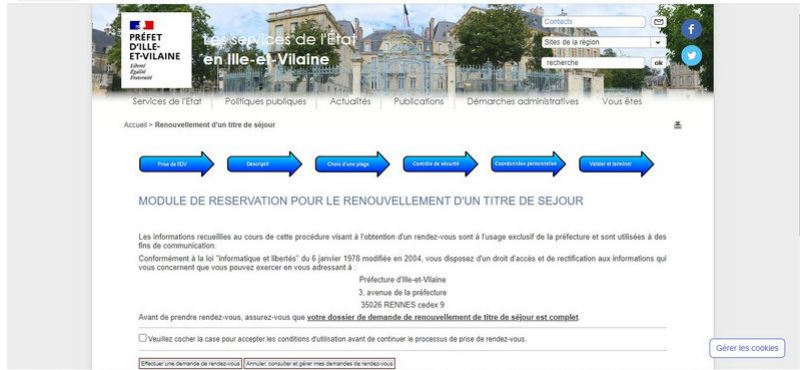 PRÉFET
D'ILLE-
ET-VILAINE
Liberté
Égalité
Fraternité
Les services de l'État
en Ille-et-Vilaine
Contacts
Sites de la région
recherche
ok
Services de l'État Politiques publiques Actualités Publications Démarches administratives Vous êtes
Accueil > Renouvellement d'un titre de séjour
Prise de RDV Descriptif Choix d'une plage Contrôle de sécurité Coordonnées personnelles Valider et terminer
MODULE DE RESERVATION POUR LE RENOUVELLEMENT D'UN TITRE DE SEJOUR
Les informations recueillies au cours de cette procédure visant à l'obtention d'un rendez-vous sont à l'usage exclusif de la préfecture et sont utilisées à des
fins de communication.
Conformément à la loi "informatique et libertés" du 6 janvier 1978 modifiée en 2004, vous disposez d'un droit d'accès et de rectification aux informations qui
vous concernent que vous pouvez exercer en vous adressant à :
Préfecture d'Ille-et-Vilaine
3, avenue de la préfecture
35026 RENNES cedex 9
Avant de prendre rendez-vous, assurez-vous que votre dossier de demande de renouvellement de titre de séjour est complet.
Veuillez cocher la case pour accepter les conditions d'utilisation avant de continuer le processus de prise de rendez-vous.
Effectuer une demande de rendez-vous Annuler, consulter et gérer mes demandes de rendez-vous
Gérer les cookies